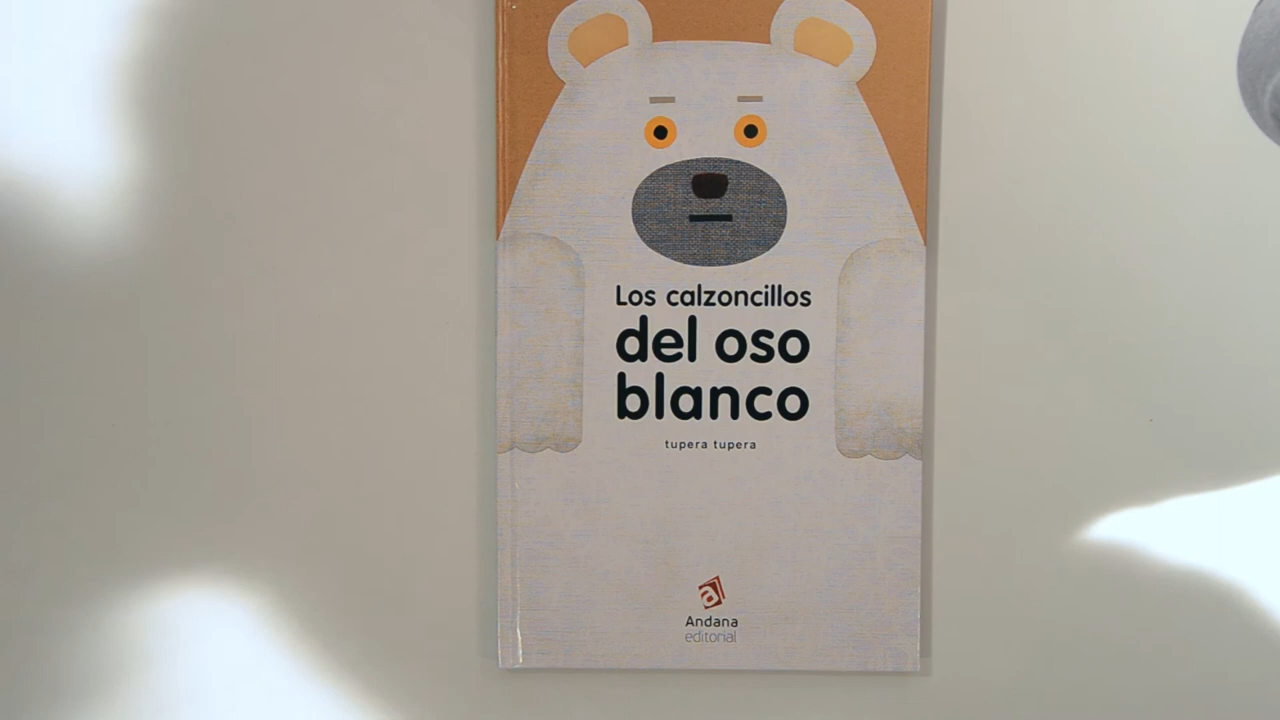 Los calzoncillos
del oso
blanco
tupera tupera
Andana
editorial